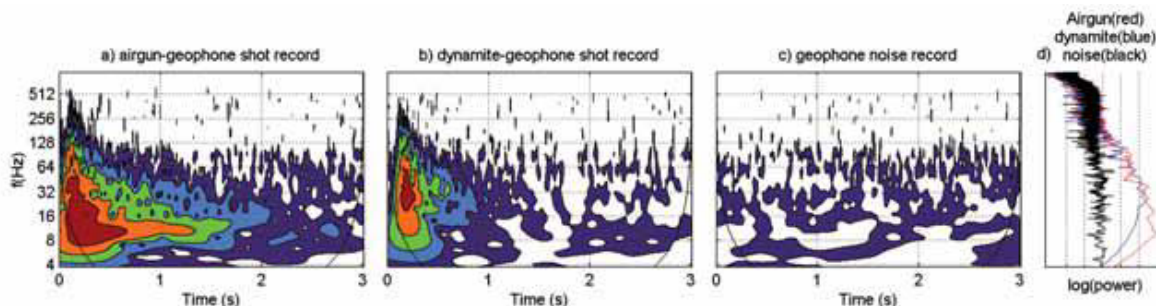 Airgun(red)
dynamite(blue)
noise(black)
a) airgun-geophone shot record
b) dynamite-geophone shot record
c) geophone noise record
d)
f(Hz)
512
256
128
64
32
16
8
4
0
1
2
3
Time (s)
0
1
2
3
Time (s)
0
1
2
3
Time (s)
log(power)